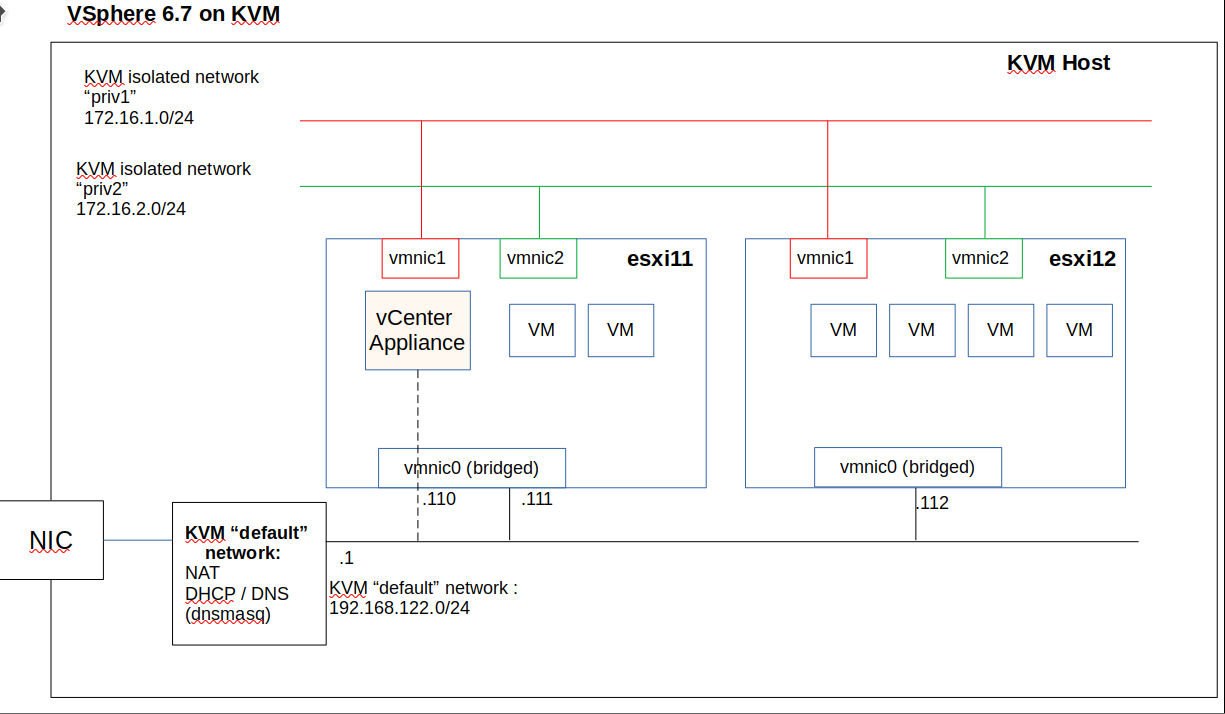 VSphere 6.7 on KVM
KVM Host
KVM isolated network
“priv1”
172.16.1.0/24
KVM isolated network
“priv2”
172.16.2.0/24
vmnic1
vmnic2
esxi11
vmnic1
vmnic2
esxi12
vCenter
Appliance
VM
VM
VM
VM
VM
VM
vmnic0 (bridged)
vmnic0 (bridged)
.110
.111
.112
NIC
KVM “default”
network:
NAT
DHCP / DNS
(dnsmasq)
.1
KVM “default” network :
192.168.122.0/24